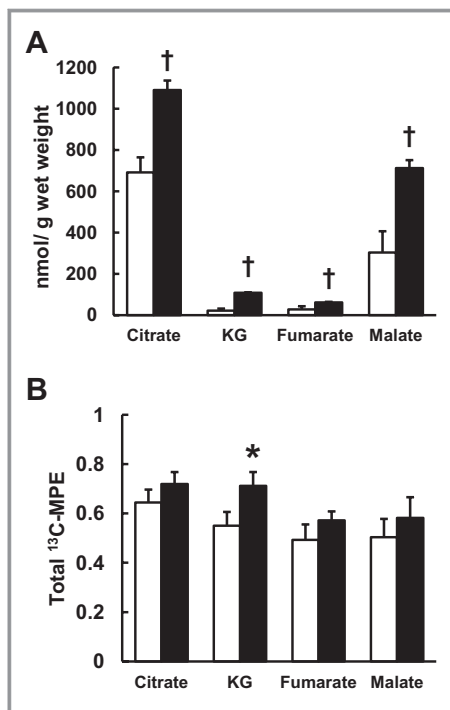 A
nmol/ g wet weight
1200
1000
800
600
400
200
0
† † † †
Citrate KG Fumarate Malate
B
Total ¹³C-MPE
1
0.8
0.6
0.4
0.2
0
*
Citrate KG Fumarate Malate